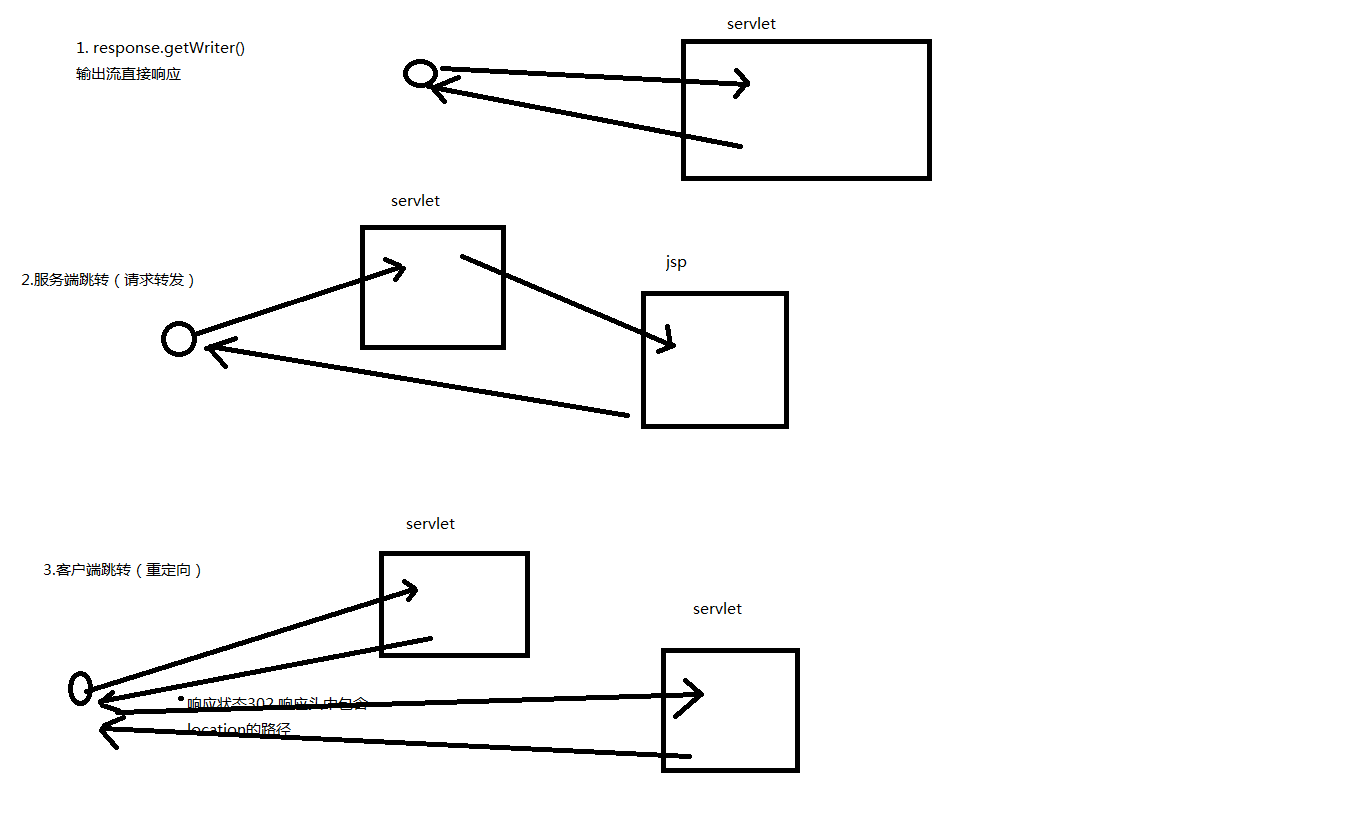 servlet
1. response.getWriter()
输出流直接响应
servlet
jsp
2.服务端跳转（请求转发）
servlet
3.客户端跳转（重定向）
servlet
响应状态302 响应头中包含
location的路径